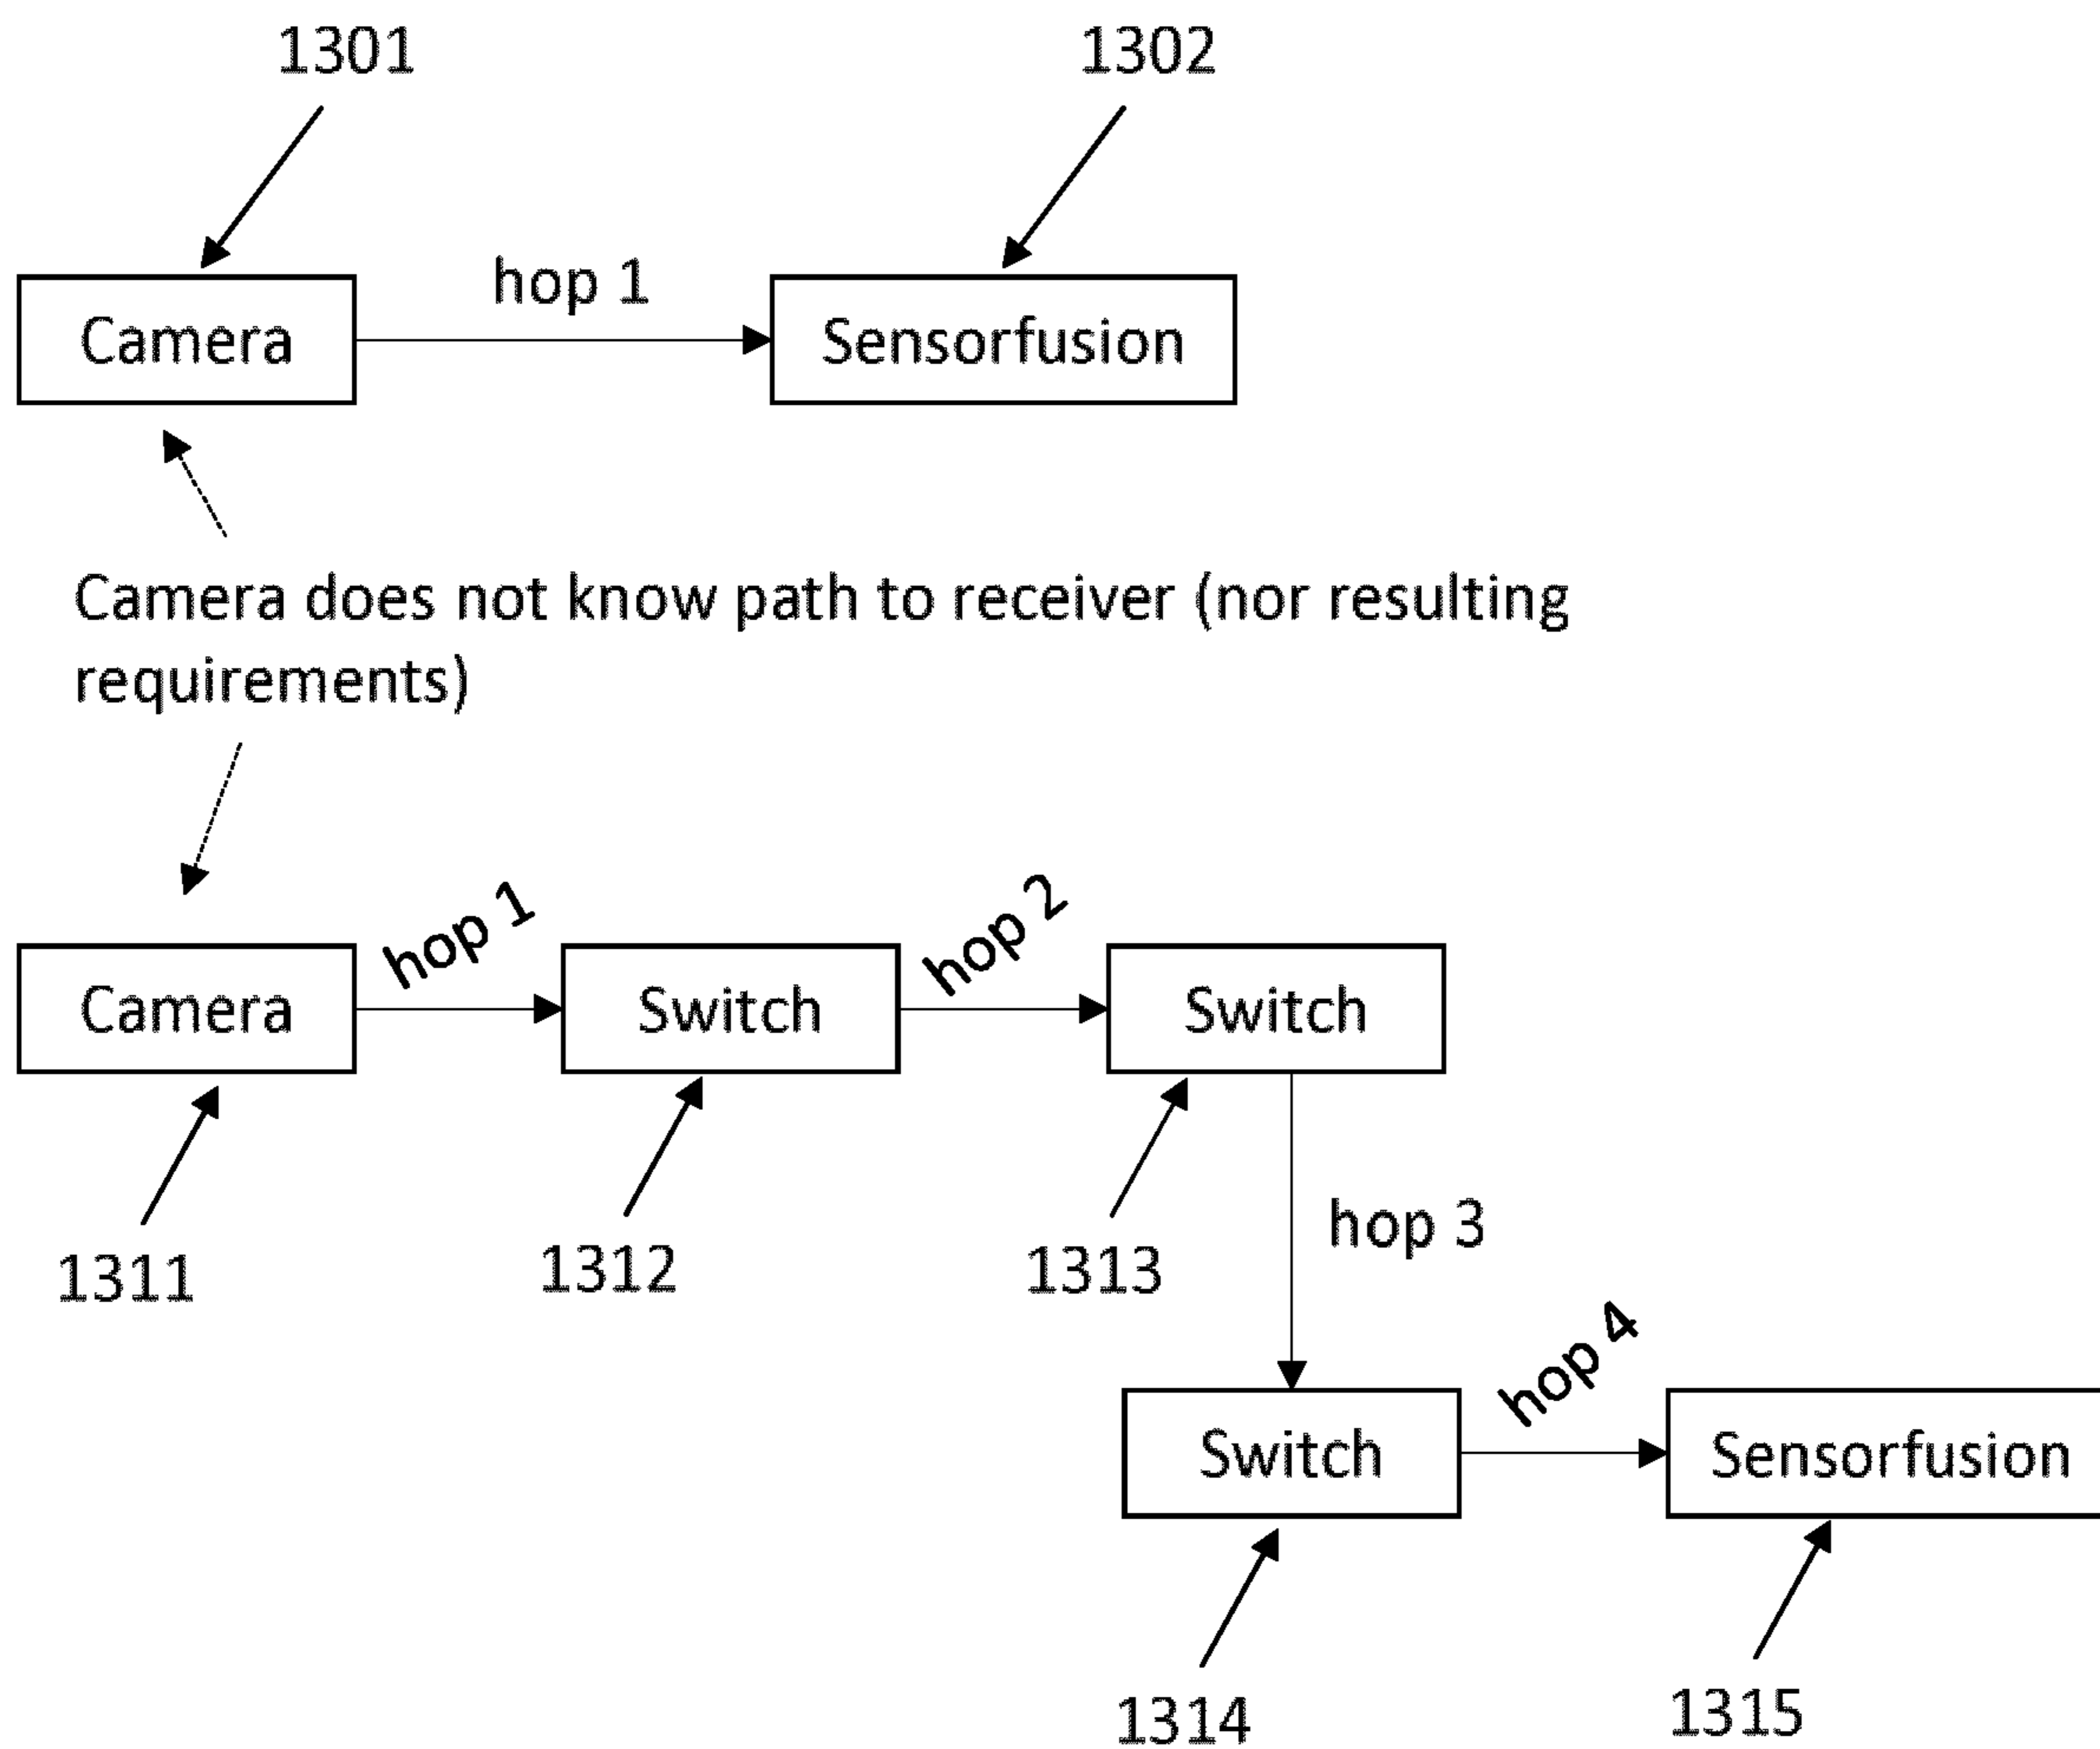 1301
1302
hop 1
Camera
Sensorfusion
Camera does not know path to receiver (nor resulting
requirements)
hop 1
hop 2
Camera
Switch
Switch
hop 3
1311
1312
1313
hop 4
Switch
Sensorfusion
1314
1315